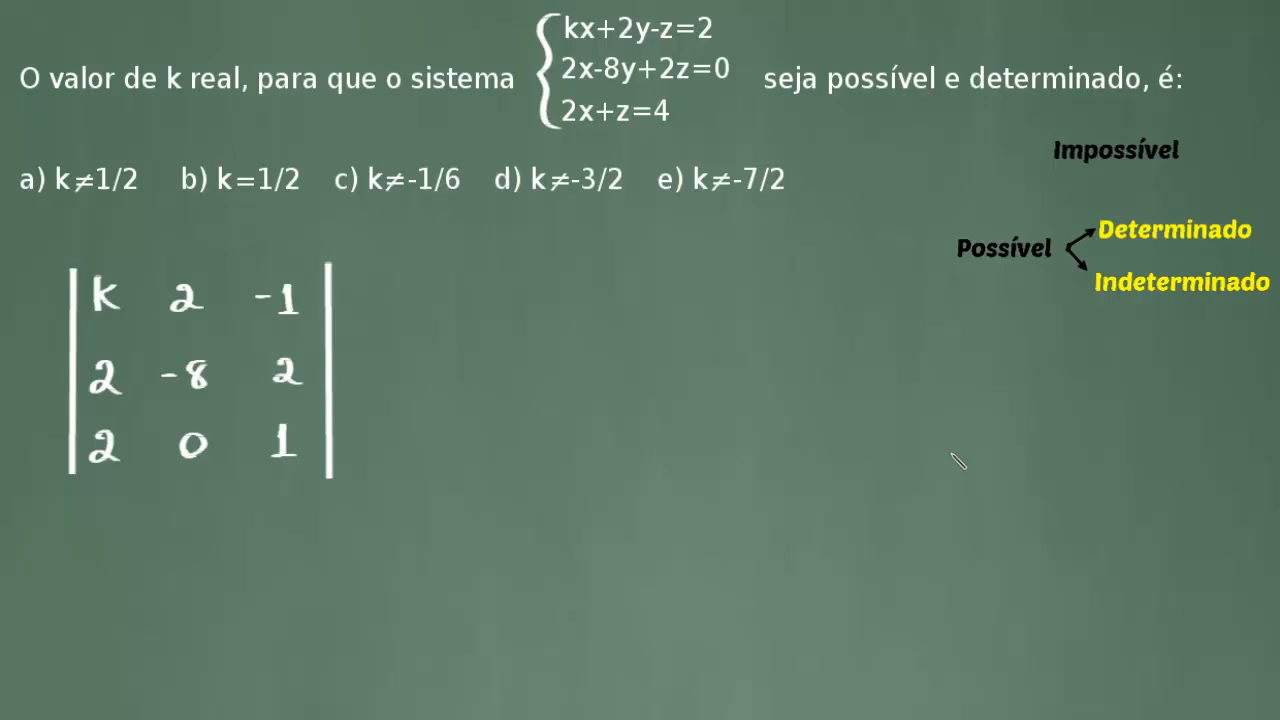 kx+2y-z=2
O valor de k real, para que o sistema 2x-8y+2z=0 seja possível e determinado, é:
2x+z=4
Impossível
a) k≠1/2 b) k=1/2 c) k≠-1/6 d) k≠-3/2 e) k≠-7/2
Determinado
Possível
Indeterminado
k 2 -1
2 -8 2
2 0 1